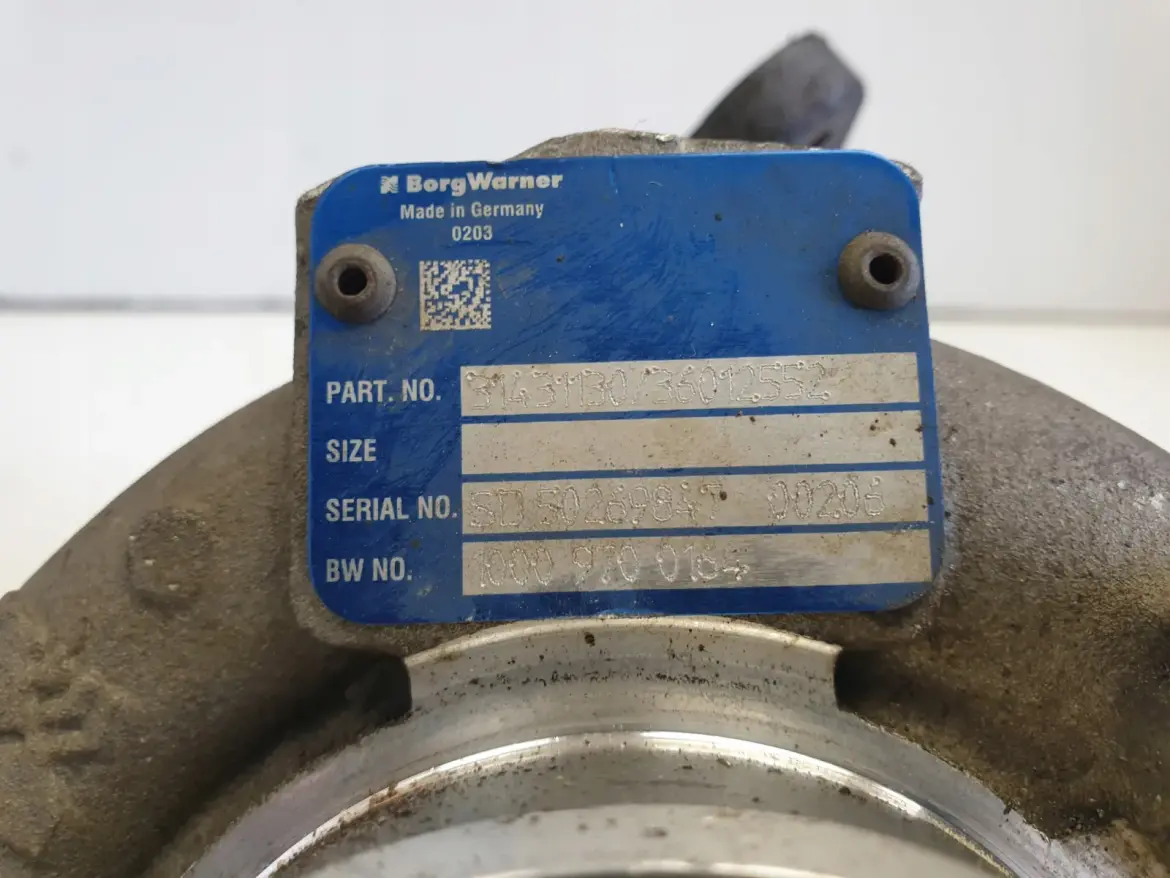 BorgWarner
Made in Germany
0203
PART. NO. 31431130/36012552
SIZE
SERIAL NO. SD 50269847 00206
BW NO. 1000 970 0164